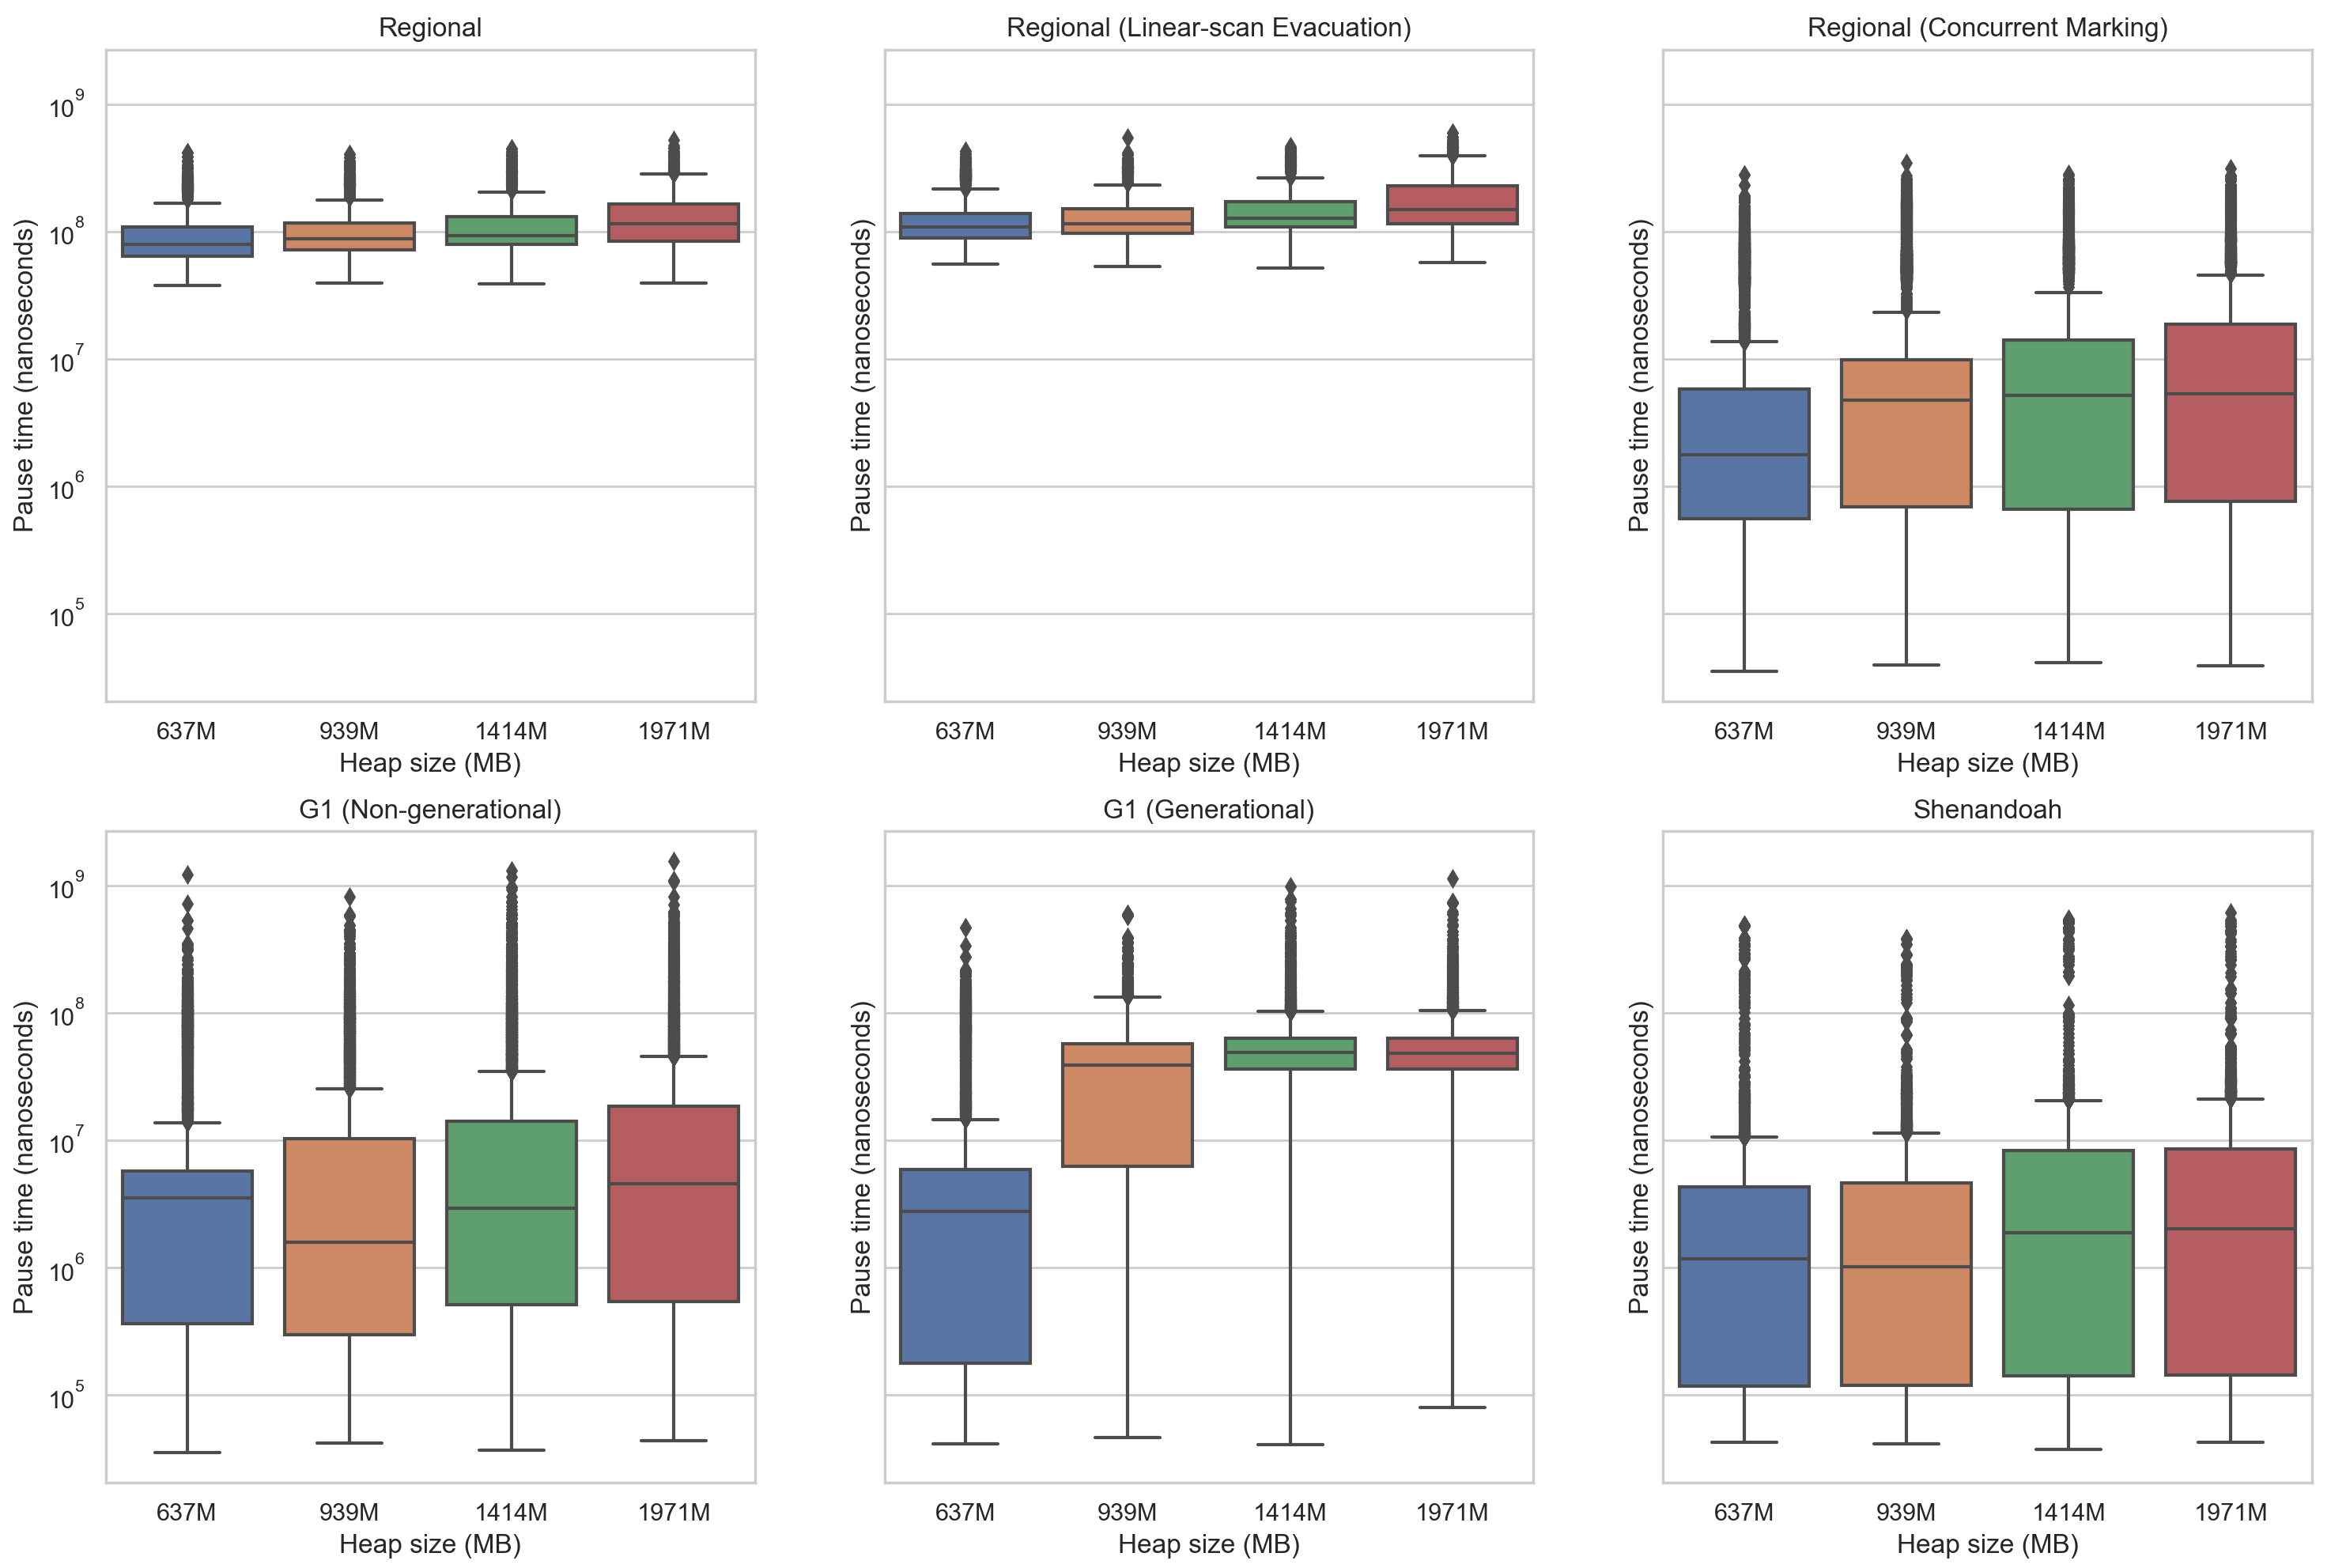 Regional
Regional (Linear-scan Evacuation)
Regional (Concurrent Marking)
Pause time (nanoseconds)
10^9
10^8
10^7
10^6
10^5
637M 939M 1414M 1971M
Heap size (MB)
Pause time (nanoseconds)
637M 939M 1414M 1971M
Heap size (MB)
Pause time (nanoseconds)
637M 939M 1414M 1971M
Heap size (MB)
G1 (Non-generational)
G1 (Generational)
Shenandoah
Pause time (nanoseconds)
10^9
10^8
10^7
10^6
10^5
637M 939M 1414M 1971M
Heap size (MB)
Pause time (nanoseconds)
637M 939M 1414M 1971M
Heap size (MB)
Pause time (nanoseconds)
637M 939M 1414M 1971M
Heap size (MB)